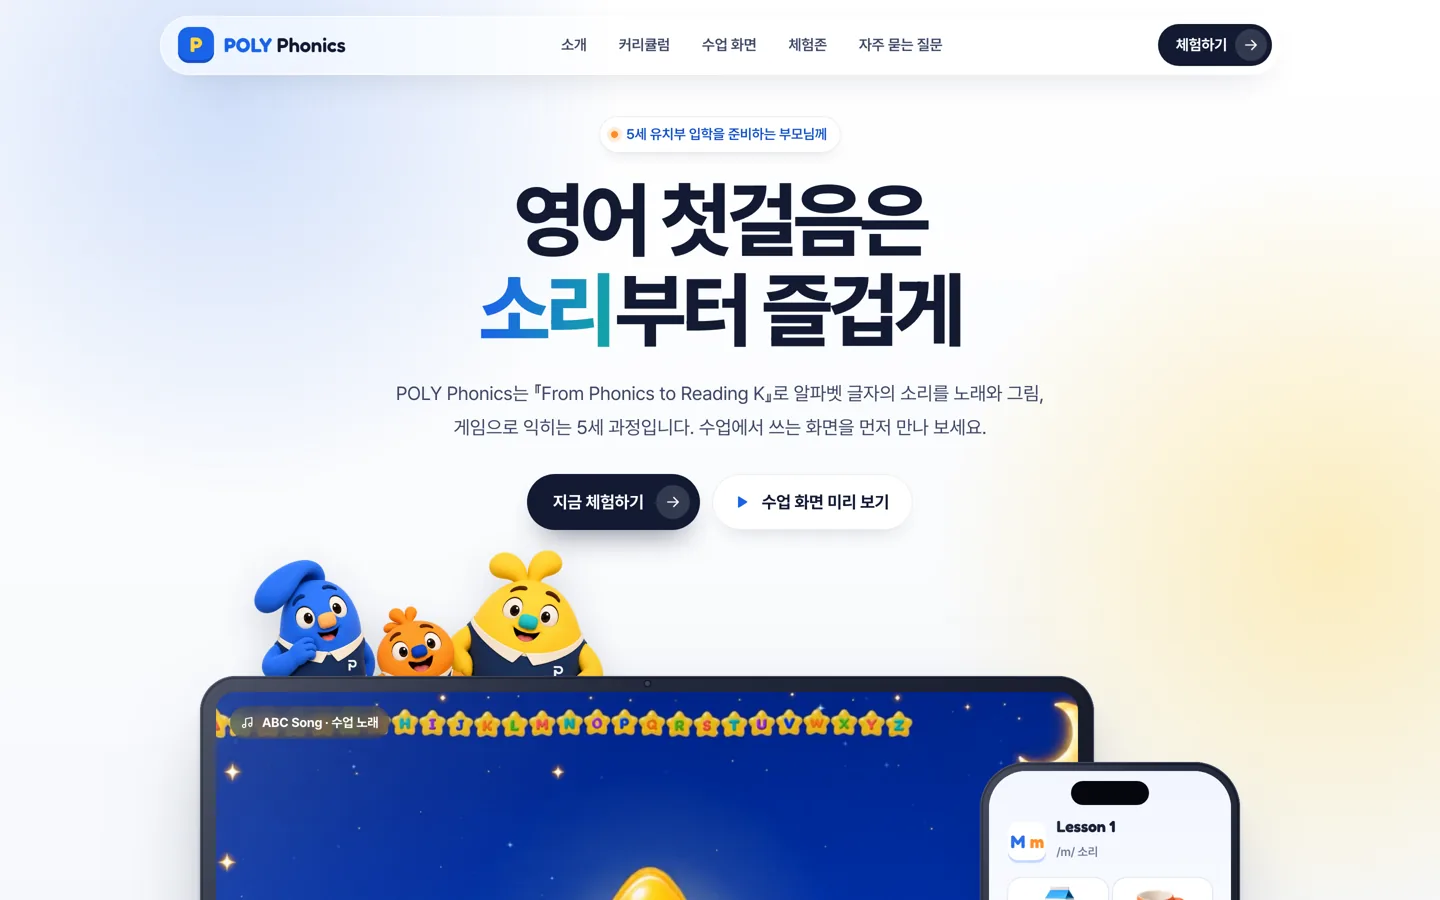 P POLY Phonics
소개
커리큘럼
수업 화면
체험존
자주 묻는 질문
체험하기
5세 유치부 입학을 준비하는 부모님께
영어 첫걸음은
소리부터 즐겁게
POLY Phonics는 『From Phonics to Reading K』로 알파벳 글자의 소리를 노래와 그림,
게임으로 익히는 5세 과정입니다. 수업에서 쓰는 화면을 먼저 만나 보세요.
지금 체험하기
수업 화면 미리 보기
P
P
ABC Song · 수업 노래
H I J K L M N O P Q R S T U V W X Y Z
M m
Lesson 1
/m/ 소리